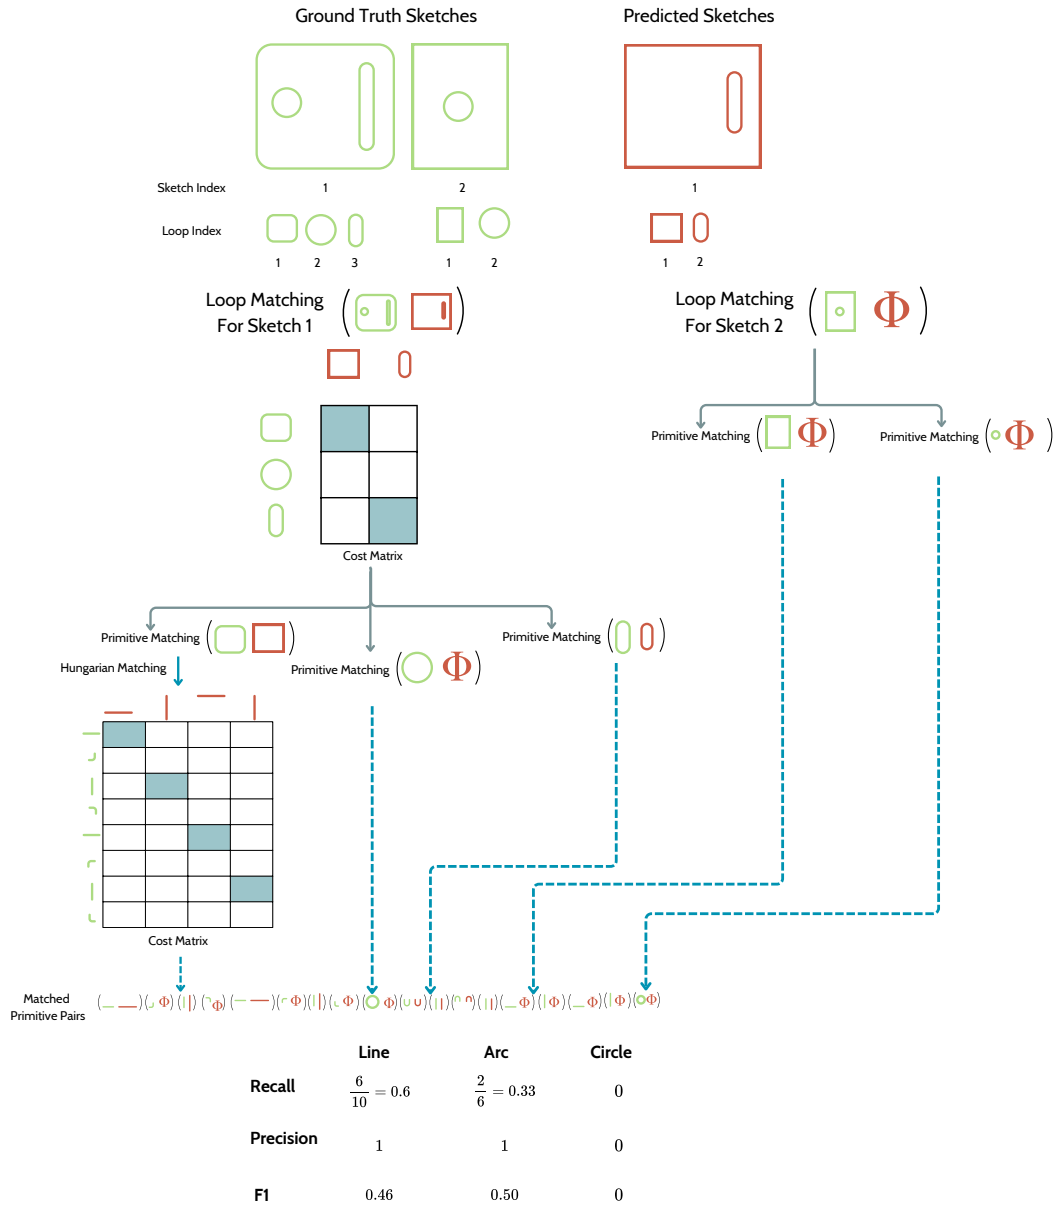 Ground Truth Sketches Predicted Sketches
Sketch Index 1 2 1
Loop Index
1 2 3 1 2 1 2
Loop Matching
For Sketch 1
Loop Matching ( Φ )
For Sketch 2
Primitive Matching ( Φ ) Primitive Matching ( Φ )
Cost Matrix
Primitive Matching ( )
Primitive Matching ( Φ )
Primitive Matching ( )
Hungarian Matching
Cost Matrix
Matched
Primitive Pairs
( )( Φ)( )( Φ)( )( Φ)( )( Φ)( Φ)( )( )( )( )( Φ)( Φ)( Φ)( Φ)( Φ)
Line Arc Circle
Recall 6/10 = 0.6 2/6 = 0.33 0
Precision 1 1 0
F1 0.46 0.50 0